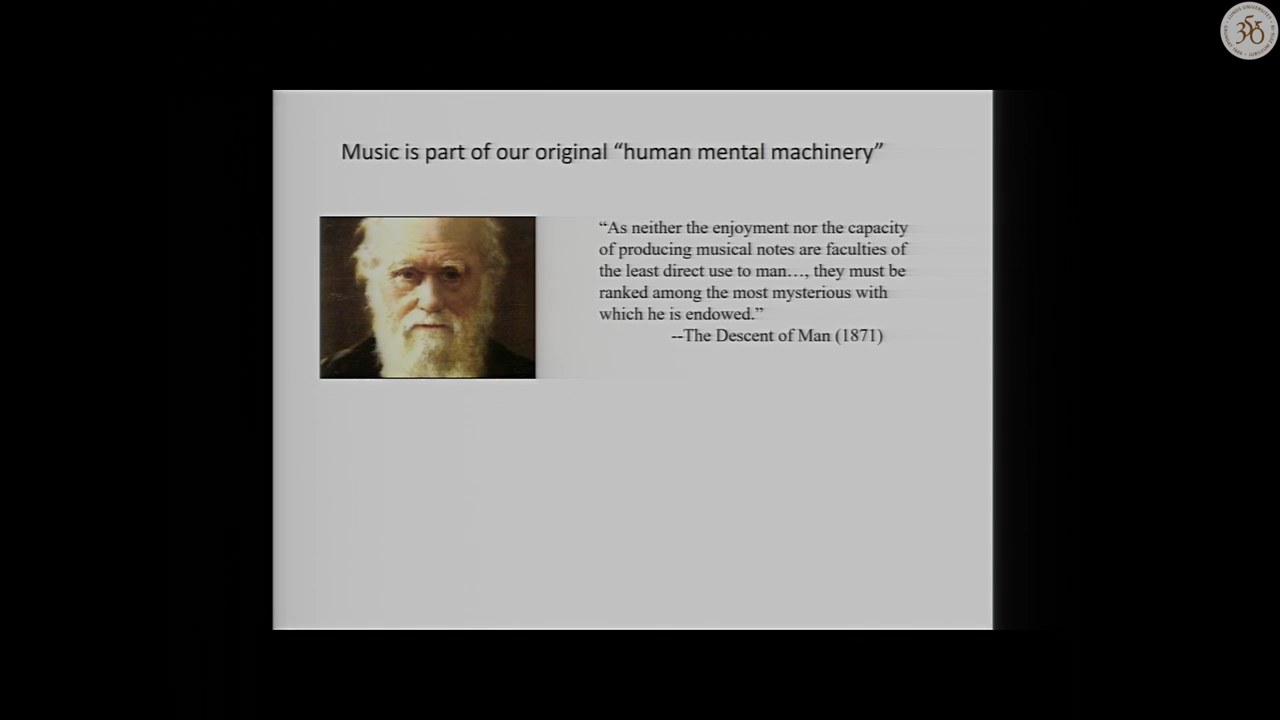 Music is part of our original “human mental machinery”
“As neither the enjoyment nor the capacity
of producing musical notes are faculties of
the least direct use to man…, they must be
ranked among the most mysterious with
which he is endowed.”
--The Descent of Man (1871)